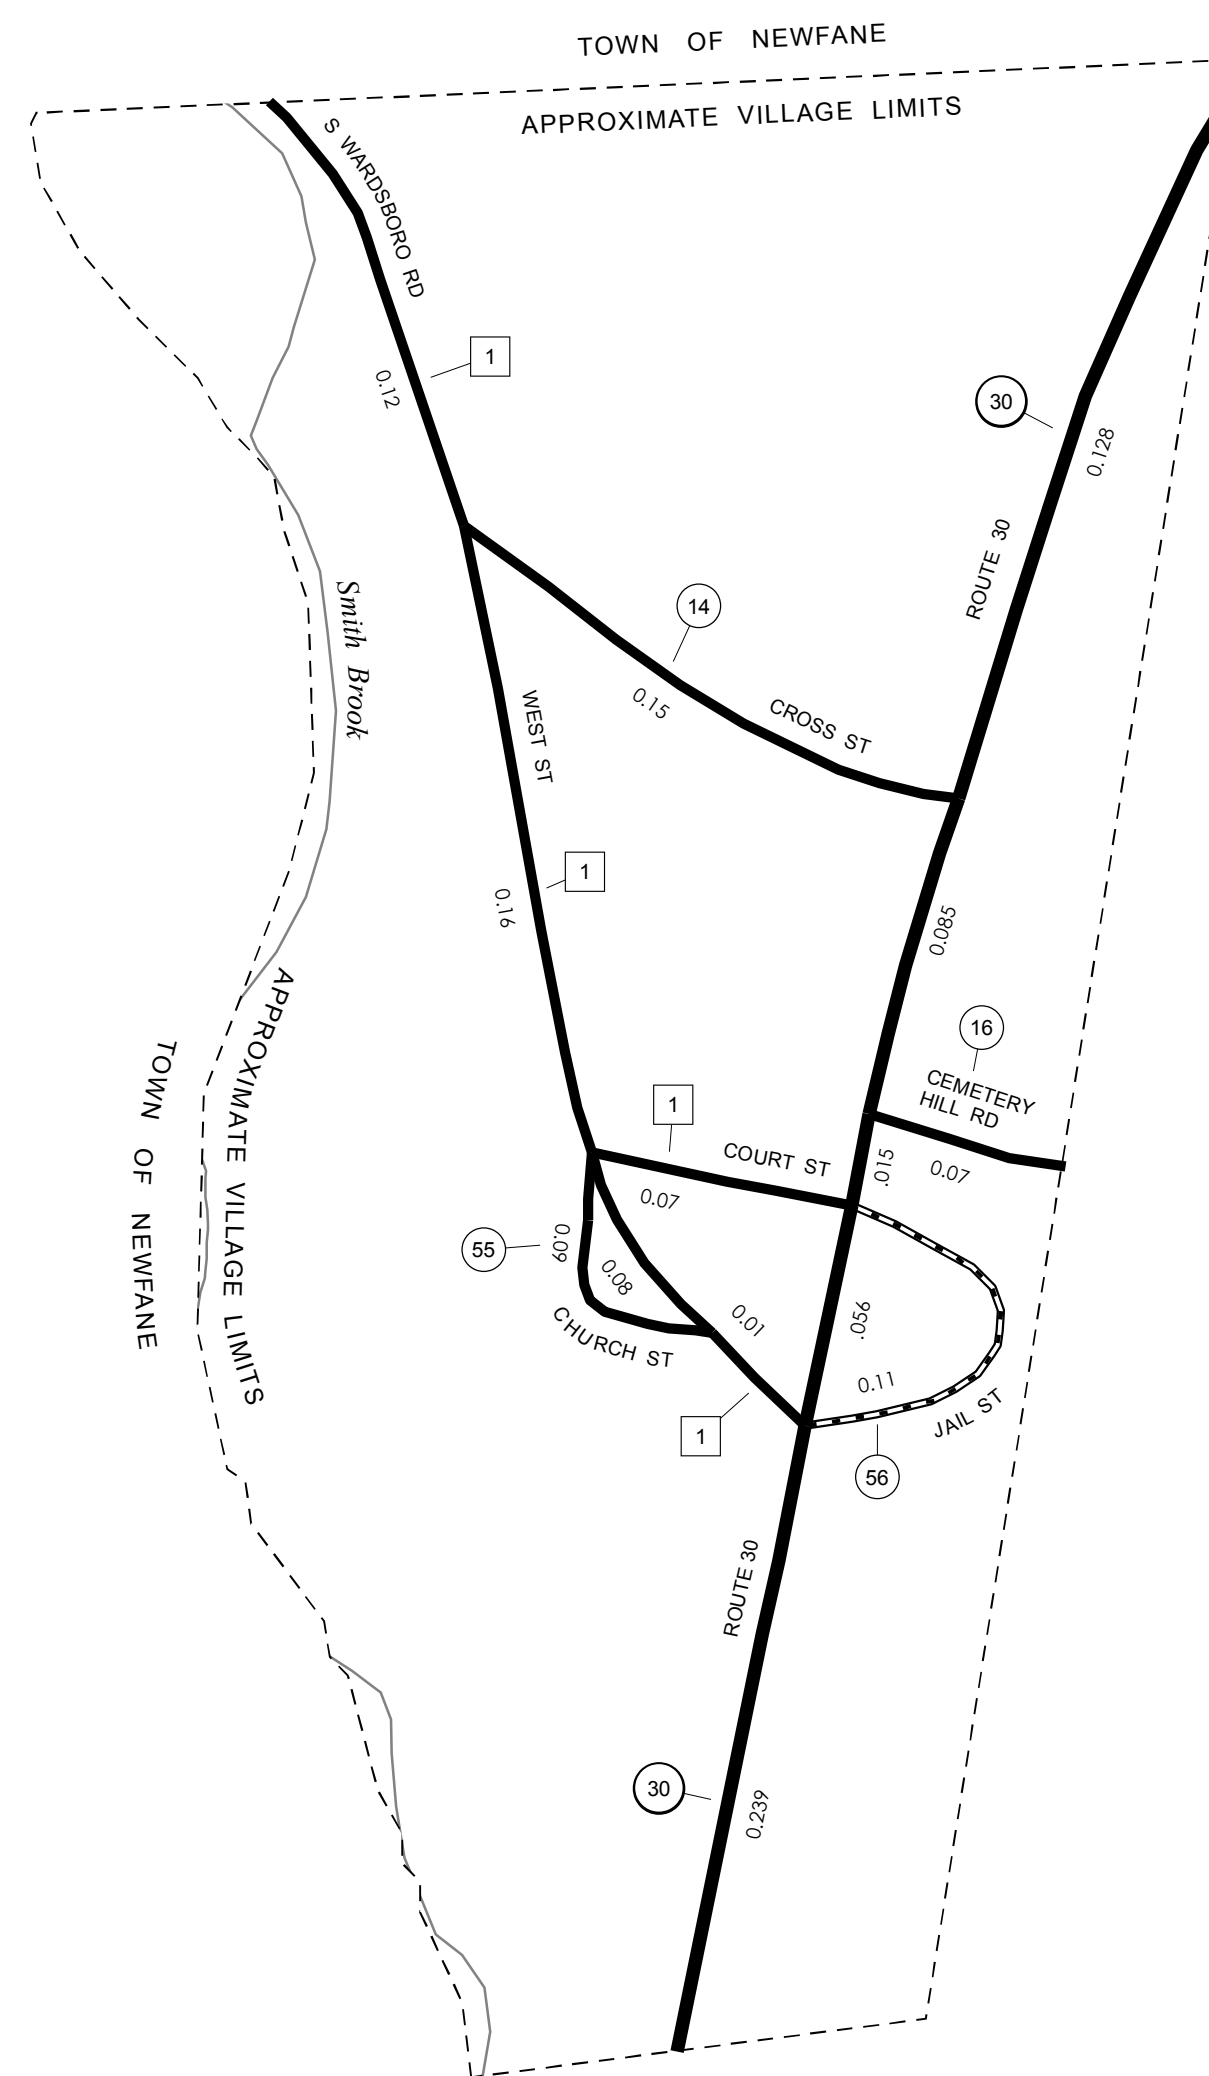 TOWN OF NEWFANE
APPROXIMATE VILLAGE LIMITS
S WARDSBORO RD
1
0.12
30
0.128
ROUTE 30
Smith Brook
14
0.15
CROSS ST
WEST ST
1
0.16
0.085
APPROXIMATE VILLAGE LIMITS
TOWN OF NEWFANE
16
CEMETERY
HILL RD
1
COURT ST
.015
0.07
0.07
55
0.09
0.08
0.01
.056
CHURCH ST
0.11
JAIL ST
1
56
ROUTE 30
30
0.239